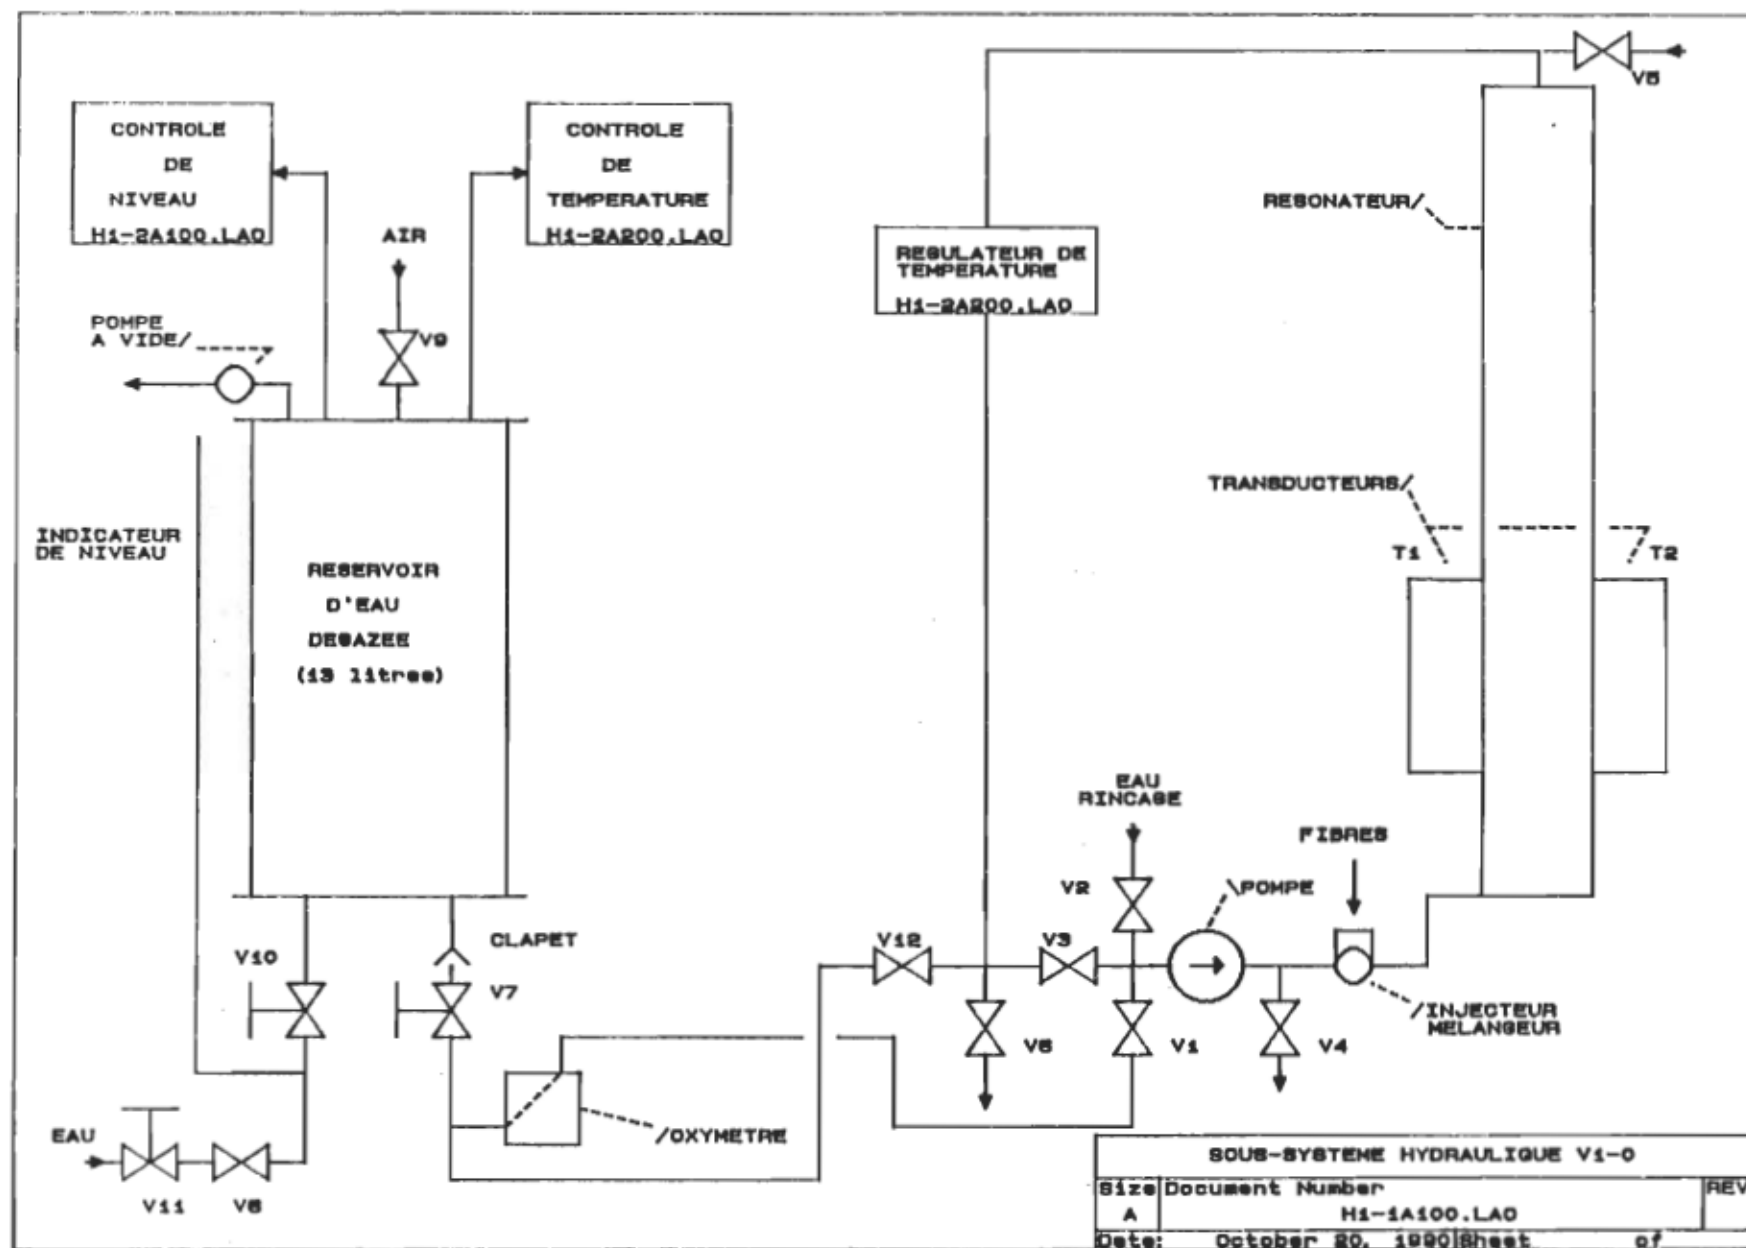 V5
CONTROLE
DE
NIVEAU
H1-2A100.LAO
CONTROLE
DE
TEMPERATURE
H1-2A200.LAO
AIR
RESONATEUR/
REGULATEUR DE
TEMPERATURE
H1-2A200.LAO
POMPE
A VIDE/
V9
TRANSDUCTEURS/
T1
T2
INDICATEUR
DE NIVEAU
RESERVOIR
D'EAU
DEGAZEE
(13 litres)
EAU
RINCAGE
FIBRES
V2
\POMPE
V10
CLAPET
V7
V12
V3
/INJECTEUR
MELANGEUR
V6
V1
V4
EAU
/OXYMETRE
V11
V8
SOUS-SYSTEME HYDRAULIQUE V1-0
Size
Document Number
REV
A
H1-1A100.LAO
Date:
October 20, 1990
Sheet
of